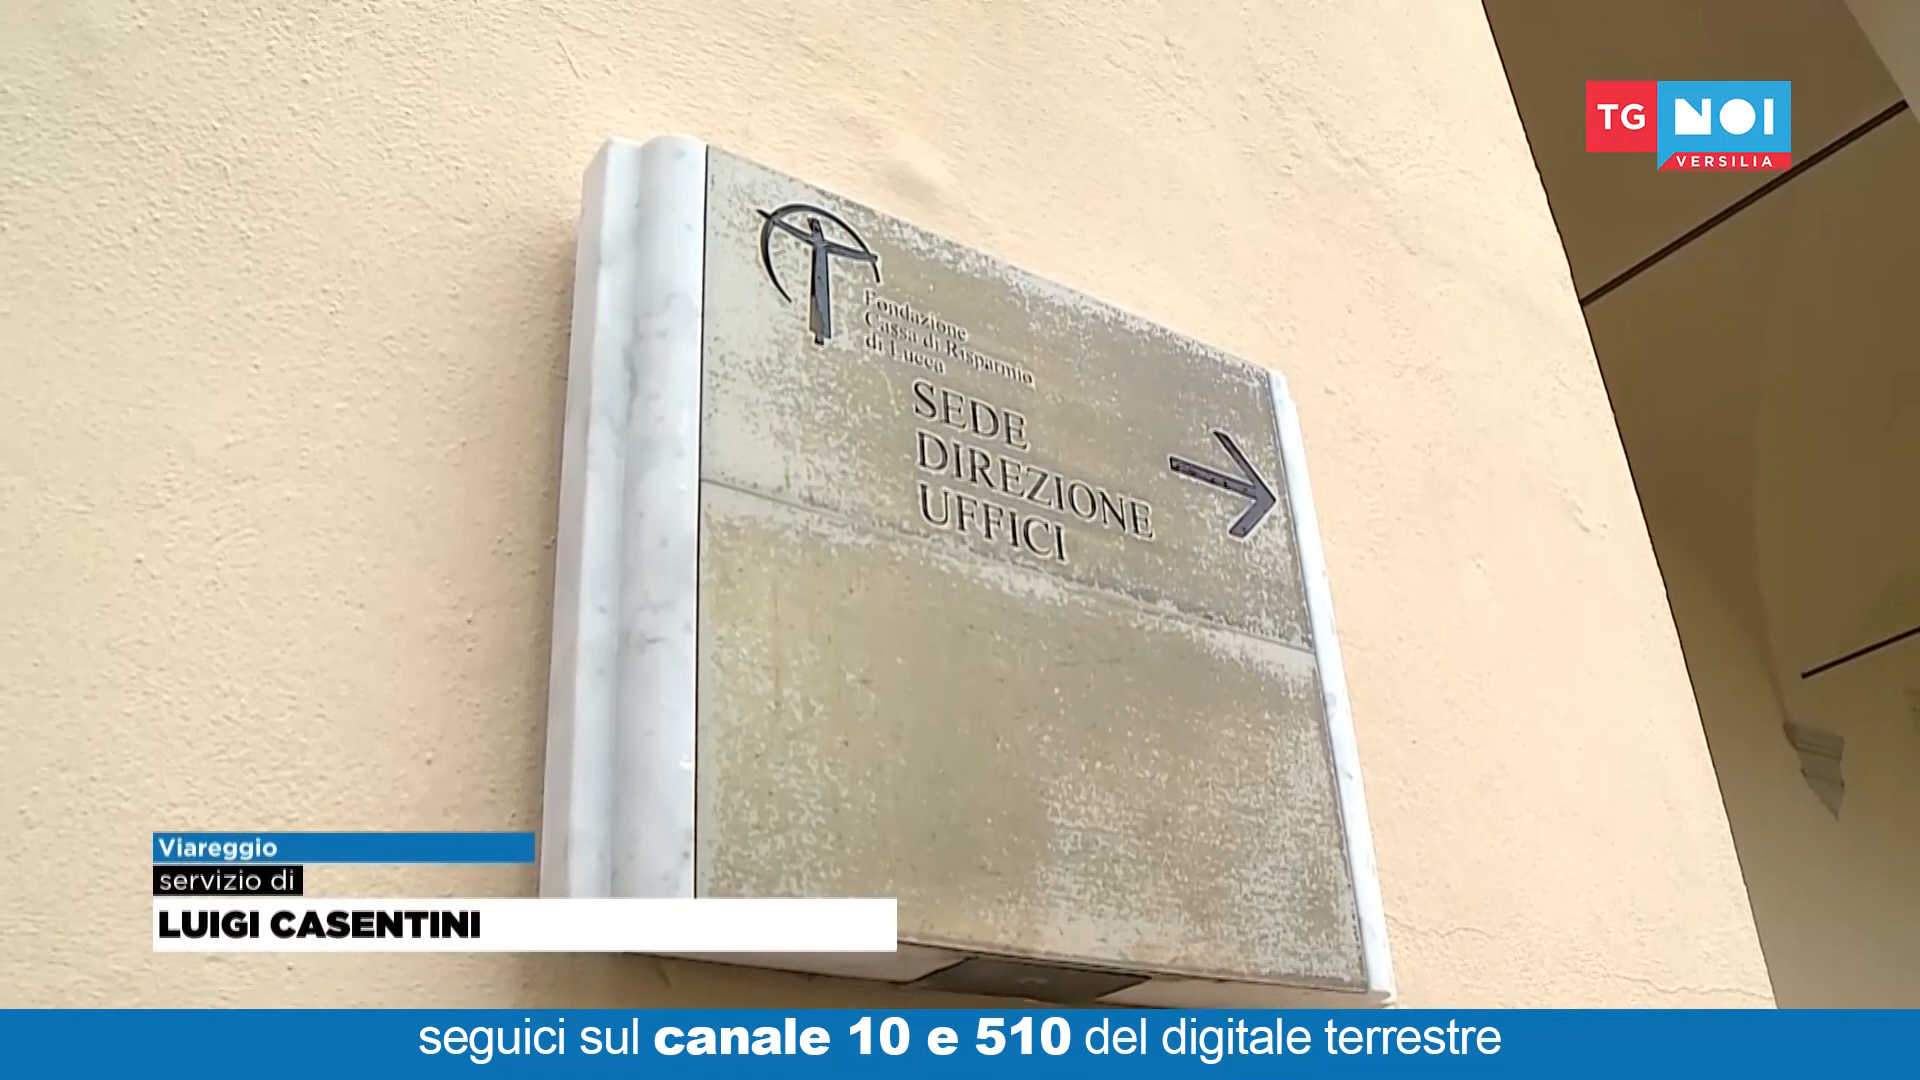 TG NOI
VERSILIA
Fondazione
Cassa di Risparmio
di Lucca
SEDE
DIREZIONE
UFFICI
Viareggio
servizio di
LUIGI CASENTINI
seguici sul canale 10 e 510 del digitale terrestre